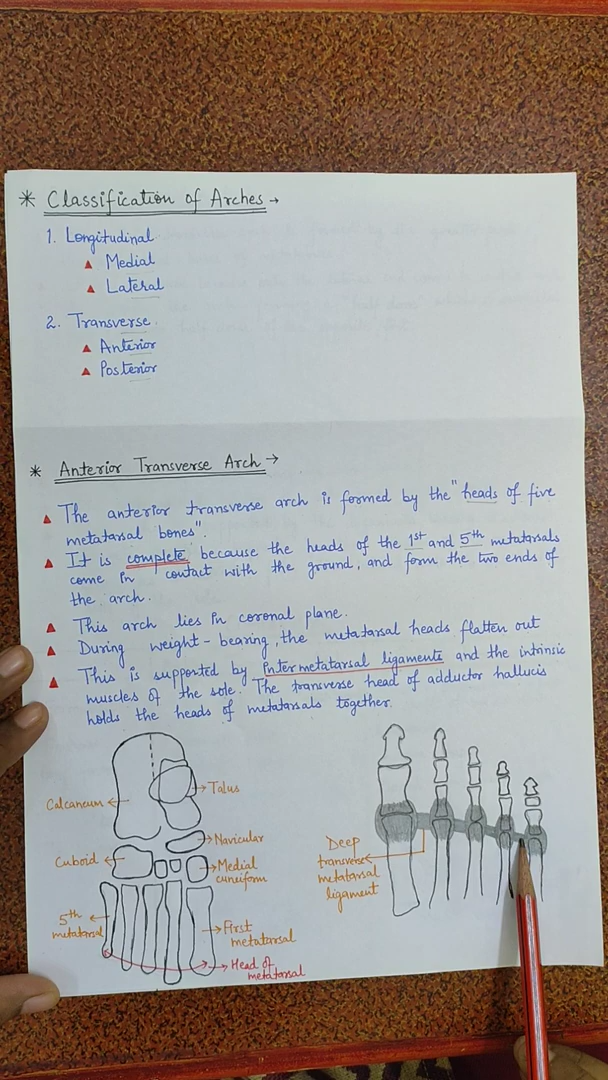 * Classification of Arches →
1. Longitudinal
▲ Medial
▲ Lateral
2. Transverse
▲ Anterior
▲ Posterior
* Anterior Transverse Arch →
▲ The anterior transverse arch is formed by the "heads of five
metatarsal bones".
▲ It is complete because the heads of the 1st and 5th metatarsals
come in contact with the ground, and form the two ends of
the arch.
▲ This arch lies in coronal plane.
▲ During weight-bearing, the metatarsal heads flatten out
▲ This is supported by intermetatarsal ligaments and the intrinsic
muscles of the sole. The transverse head of adductor hallucis
holds the heads of metatarsals together.
Calcaneum
Talus
Navicular
Cuboid
Medial
cuneiform
5th
metatarsal
First
metatarsal
Head of
metatarsal
Deep
transverse
metatarsal
ligament